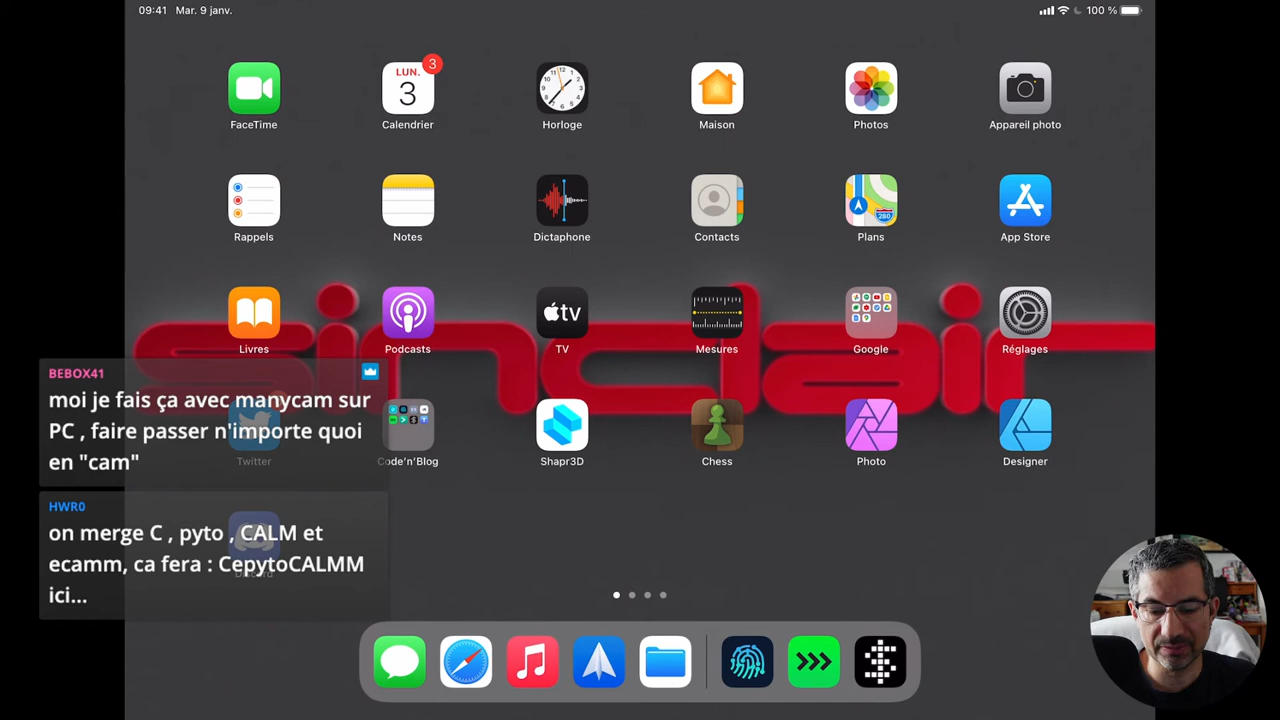 09:41 Mar. 9 janv.
100 %
LUN.
3
3
FaceTime
Calendrier
Horloge
Maison
Photos
Appareil photo
280
Rappels
Notes
Dictaphone
Contacts
Plans
App Store
tv
sinclair
Livres
Podcasts
TV
Mesures
Google
Réglages
BEBOX41
moi je fais ça avec manycam sur
PC , faire passer n'importe quoi
en "cam"
Twitter
Code'n'Blog
Shapr3D
Chess
Photo
Designer
HWR0
on merge C , pyto , CALM et
ecamm, ca fera : CepytoCALMM
ici...
Discord